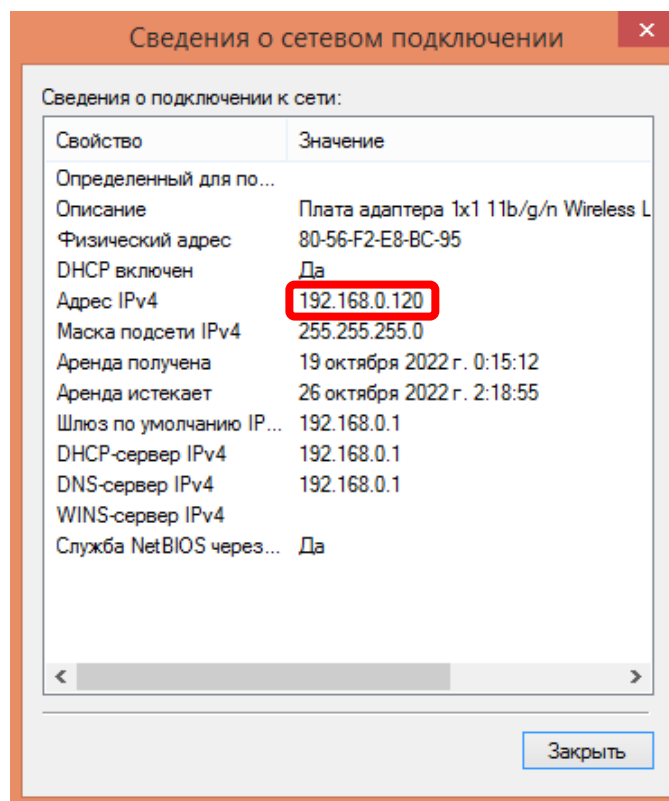 Сведения о сетевом подключении
Сведения о подключении к сети:
Свойство Значение
Определенный для по...
Описание Плата адаптера 1x1 11b/g/n Wireless L
Физический адрес 80-56-F2-E8-BC-95
DHCP включен Да
Адрес IPv4 192.168.0.120
Маска подсети IPv4 255.255.255.0
Аренда получена 19 октября 2022 г. 0:15:12
Аренда истекает 26 октября 2022 г. 2:18:55
Шлюз по умолчанию IP... 192.168.0.1
DHCP-сервер IPv4 192.168.0.1
DNS-сервер IPv4 192.168.0.1
WINS-сервер IPv4
Служба NetBIOS через... Да
Закрыть